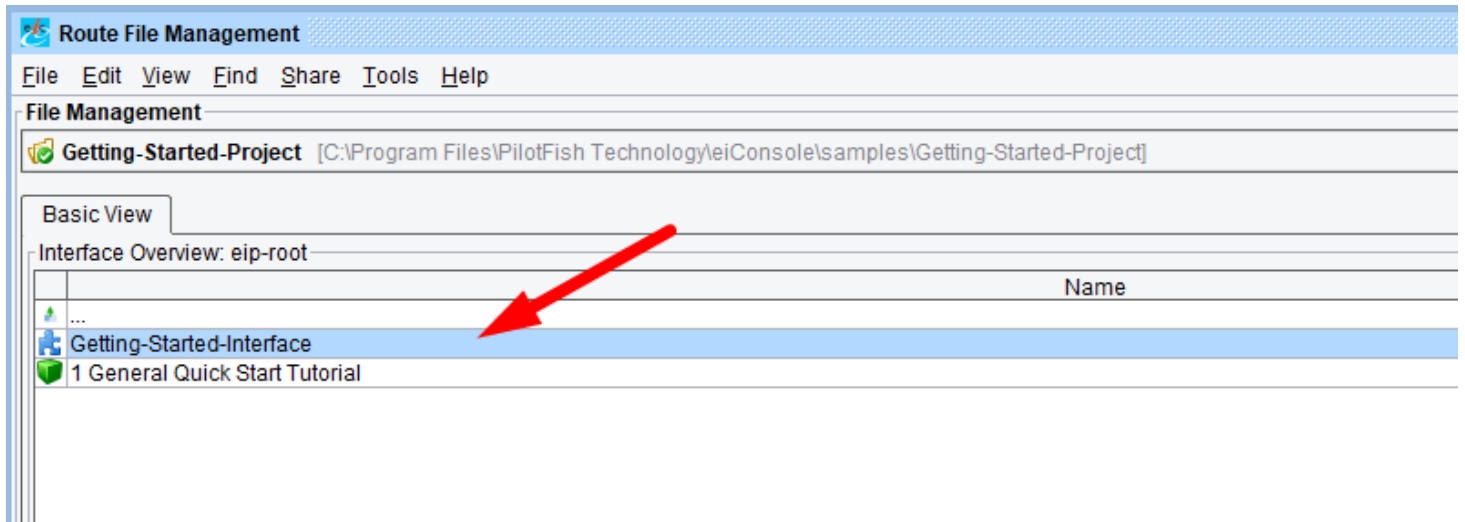 Route File Management
File Edit View Find Share Tools Help
File Management
Getting-Started-Project [C:\Program Files\PilotFish Technology\eiConsole\samples\Getting-Started-Project]
Basic View
Interface Overview: eip-root
Name
...
Getting-Started-Interface
1 General Quick Start Tutorial